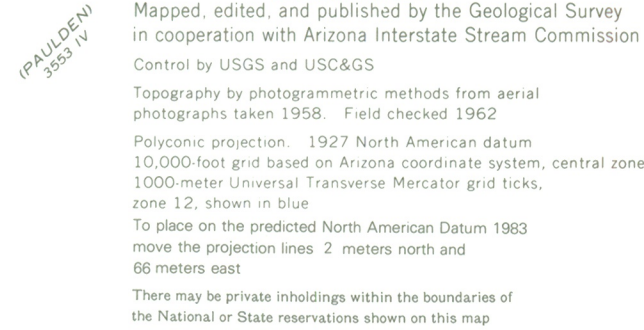 (PAULDEN)
3553 IV
Mapped, edited, and published by the Geological Survey
in cooperation with Arizona Interstate Stream Commission
Control by USGS and USC&GS
Topography by photogrammetric methods from aerial
photographs taken 1958. Field checked 1962
Polyconic projection. 1927 North American datum
10,000-foot grid based on Arizona coordinate system, central zone
1000-meter Universal Transverse Mercator grid ticks,
zone 12, shown in blue
To place on the predicted North American Datum 1983
move the projection lines 2 meters north and
66 meters east
There may be private inholdings within the boundaries of
the National or State reservations shown on this map